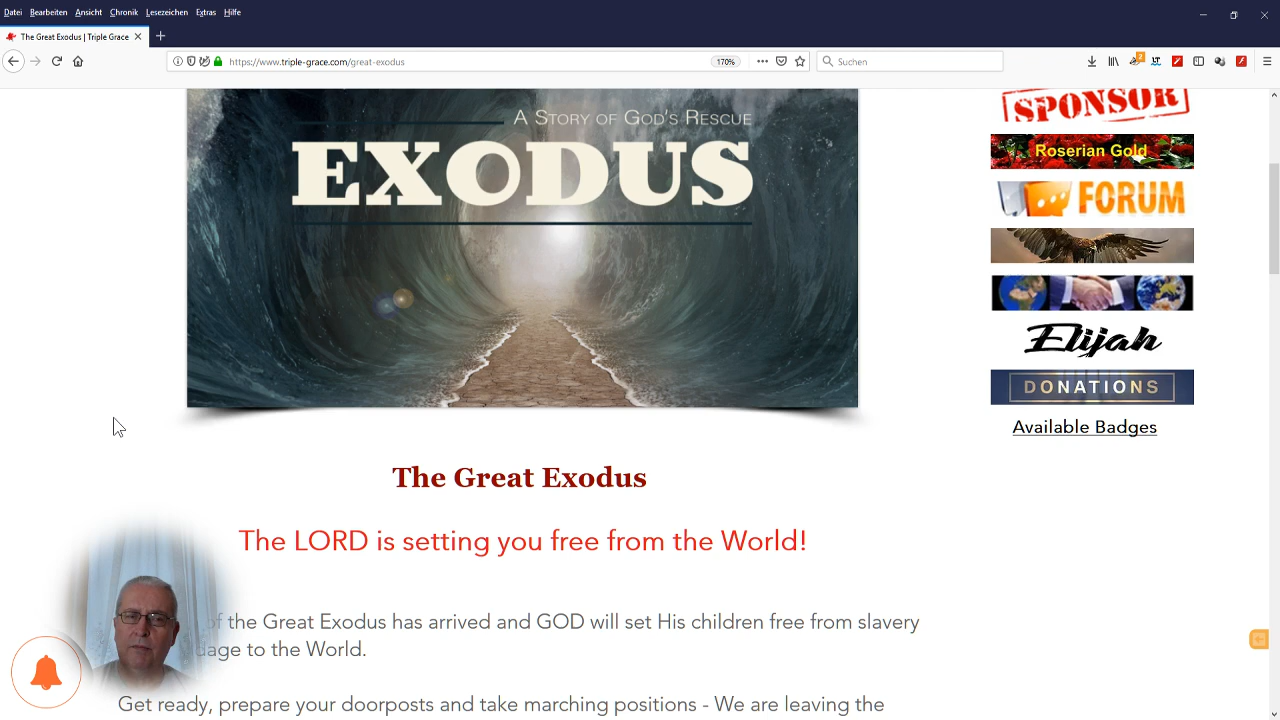 Datei Bearbeiten Ansicht Chronik Lesezeichen Extras Hilfe
The Great Exodus | Triple Grace
https://www.triple-grace.com/great-exodus
170%
Suchen
A Story of God's Rescue
EXODUS
SPONSOR
Roserian Gold
FORUM
Elijah
DONATIONS
Available Badges
The Great Exodus
The LORD is setting you free from the World!
of the Great Exodus has arrived and GOD will set His children free from slavery
to the World.
Get ready, prepare your doorposts and take marching positions - We are leaving the